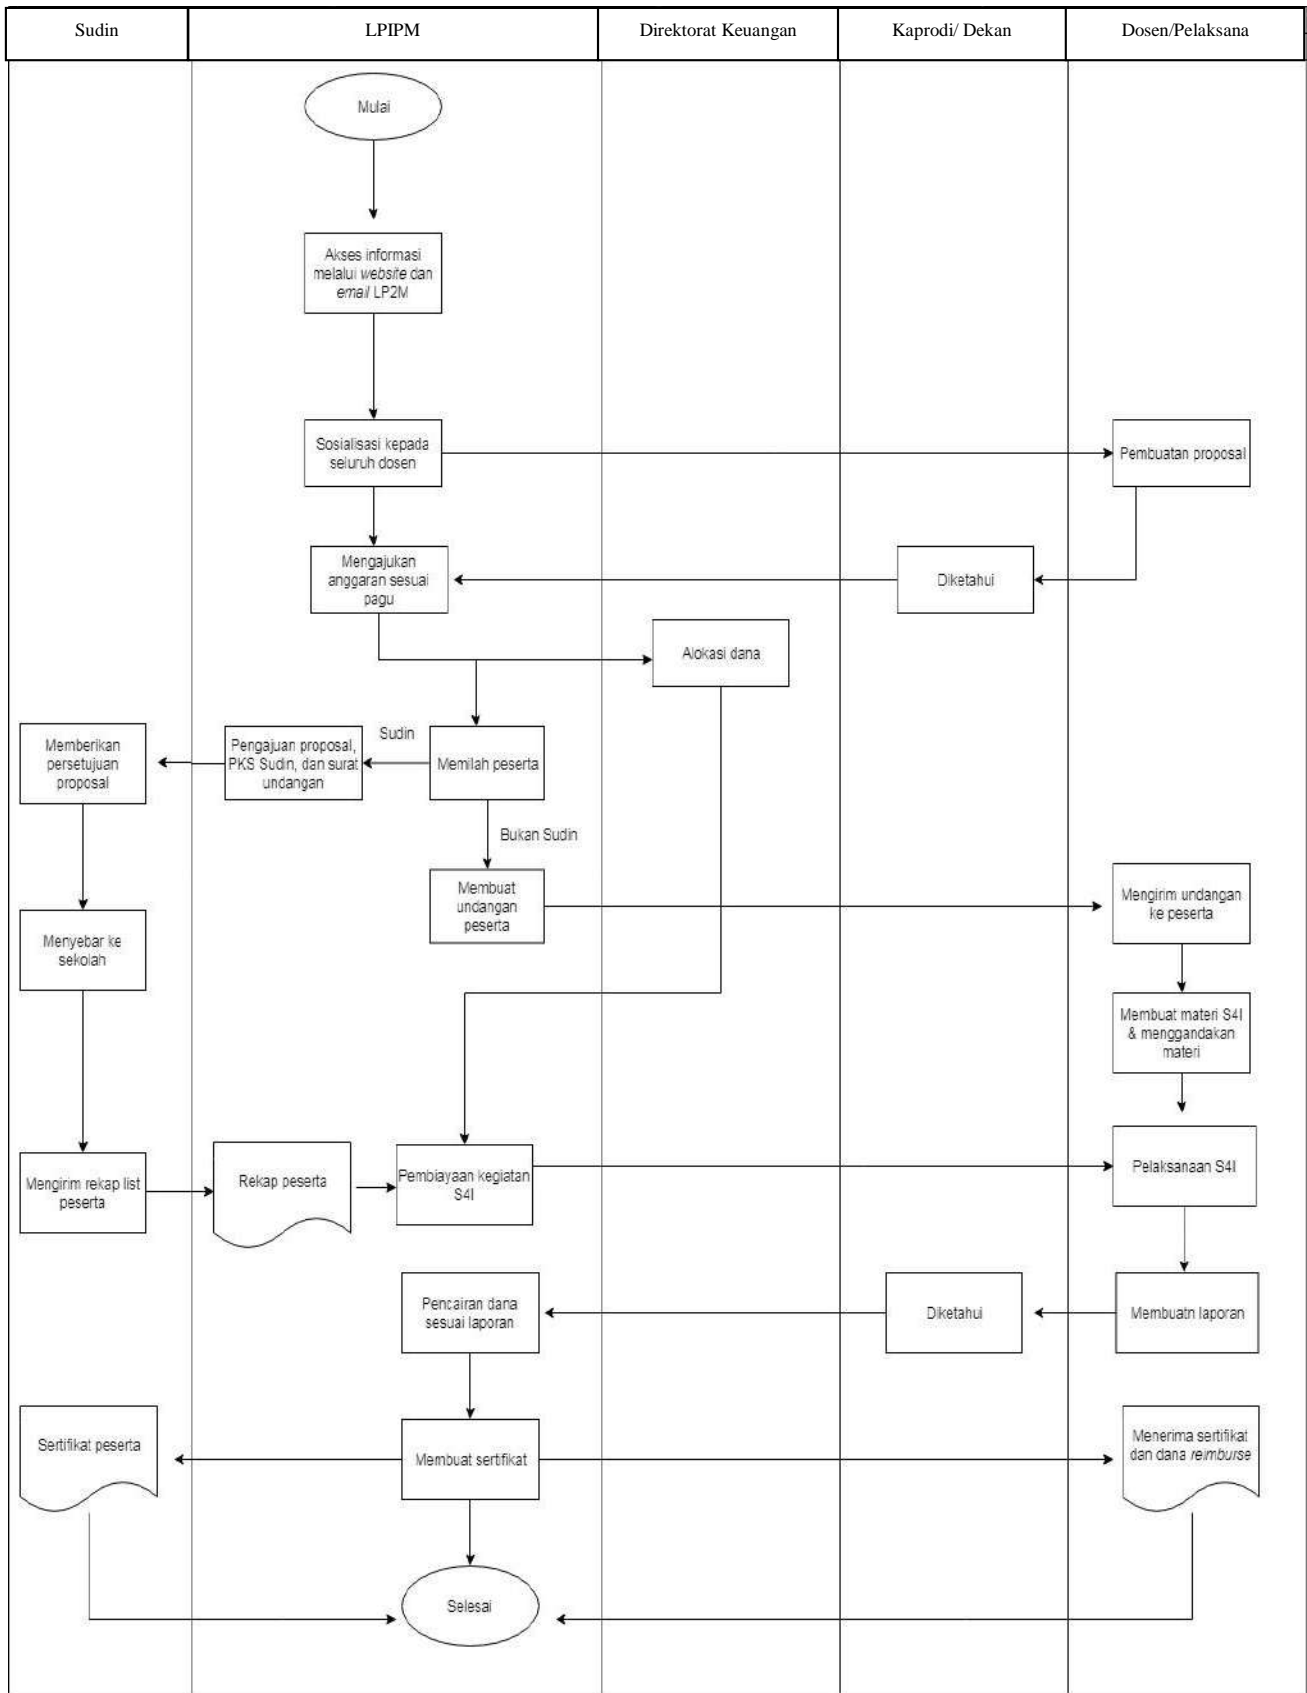 Sudin
LPIPM
Direktorat Keuangan
Kaprodi/ Dekan
Dosen/Pelaksana
Mulai
Akses informasi
melalui website dan
email LP2M
Sosialisasi kepada
seluruh dosen
Pembuatan proposal
Mengajukan
anggaran sesuai
pagu
Diketahui
Alokasi dana
Memberikan
persetujuan
proposal
Pengajuan proposal,
PKS Sudin, dan surat
undangan
Sudin
Memilah peserta
Bukan Sudin
Membuat
undangan
peserta
Mengirim undangan
ke peserta
Menyebar ke
sekolah
Membuat materi S4I
& menggandakan
materi
Mengirim rekap list
peserta
Rekap peserta
Pembiayaan kegiatan
S4I
Pelaksanaan S4I
Pencairan dana
sesuai laporan
Diketahui
Membuatn laporan
Sertifikat peserta
Membuat sertifikat
Menerima sertifikat
dan dana reimburse
Selesai